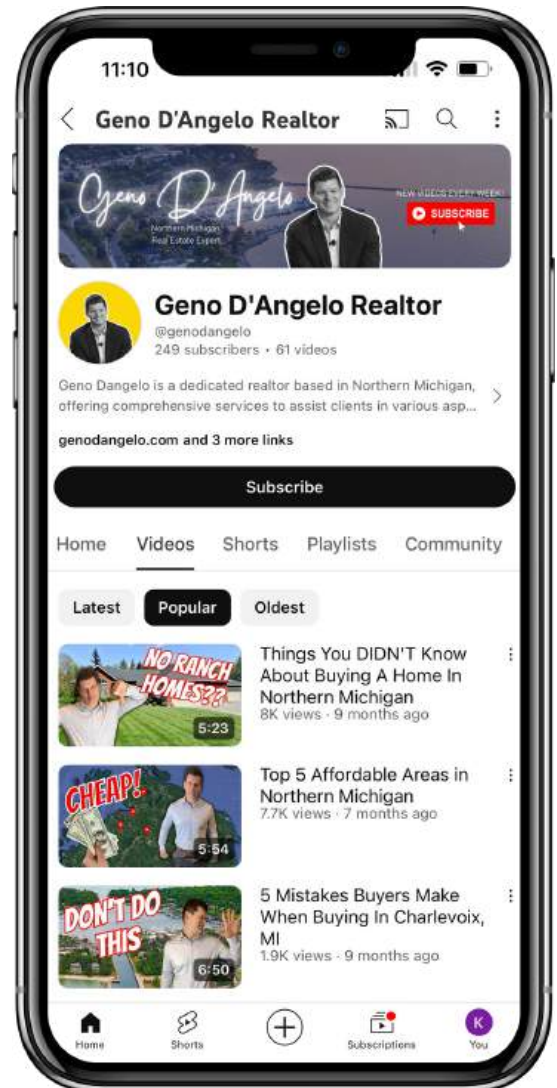 11:10
Geno D'Angelo Realtor
Geno D'Angelo
Northern Michigan
Real Estate Expert
NEW VIDEOS EVERY WEEK!
SUBSCRIBE
Geno D'Angelo Realtor
@genodangelo
249 subscribers • 61 videos
Geno Dangelo is a dedicated realtor based in Northern Michigan,
offering comprehensive services to assist clients in various asp...
genodangelo.com and 3 more links
Subscribe
Home Videos Shorts Playlists Community
Latest Popular Oldest
NO RANCH
HOMES??
5:23
Things You DIDN'T Know
About Buying A Home In
Northern Michigan
8K views · 9 months ago
CHEAP!
5:54
Top 5 Affordable Areas in
Northern Michigan
7.7K views · 7 months ago
DON'T DO
THIS
6:50
5 Mistakes Buyers Make
When Buying In Charlevoix,
MI
1.9K views · 9 months ago
Home Shorts Subscriptions K You